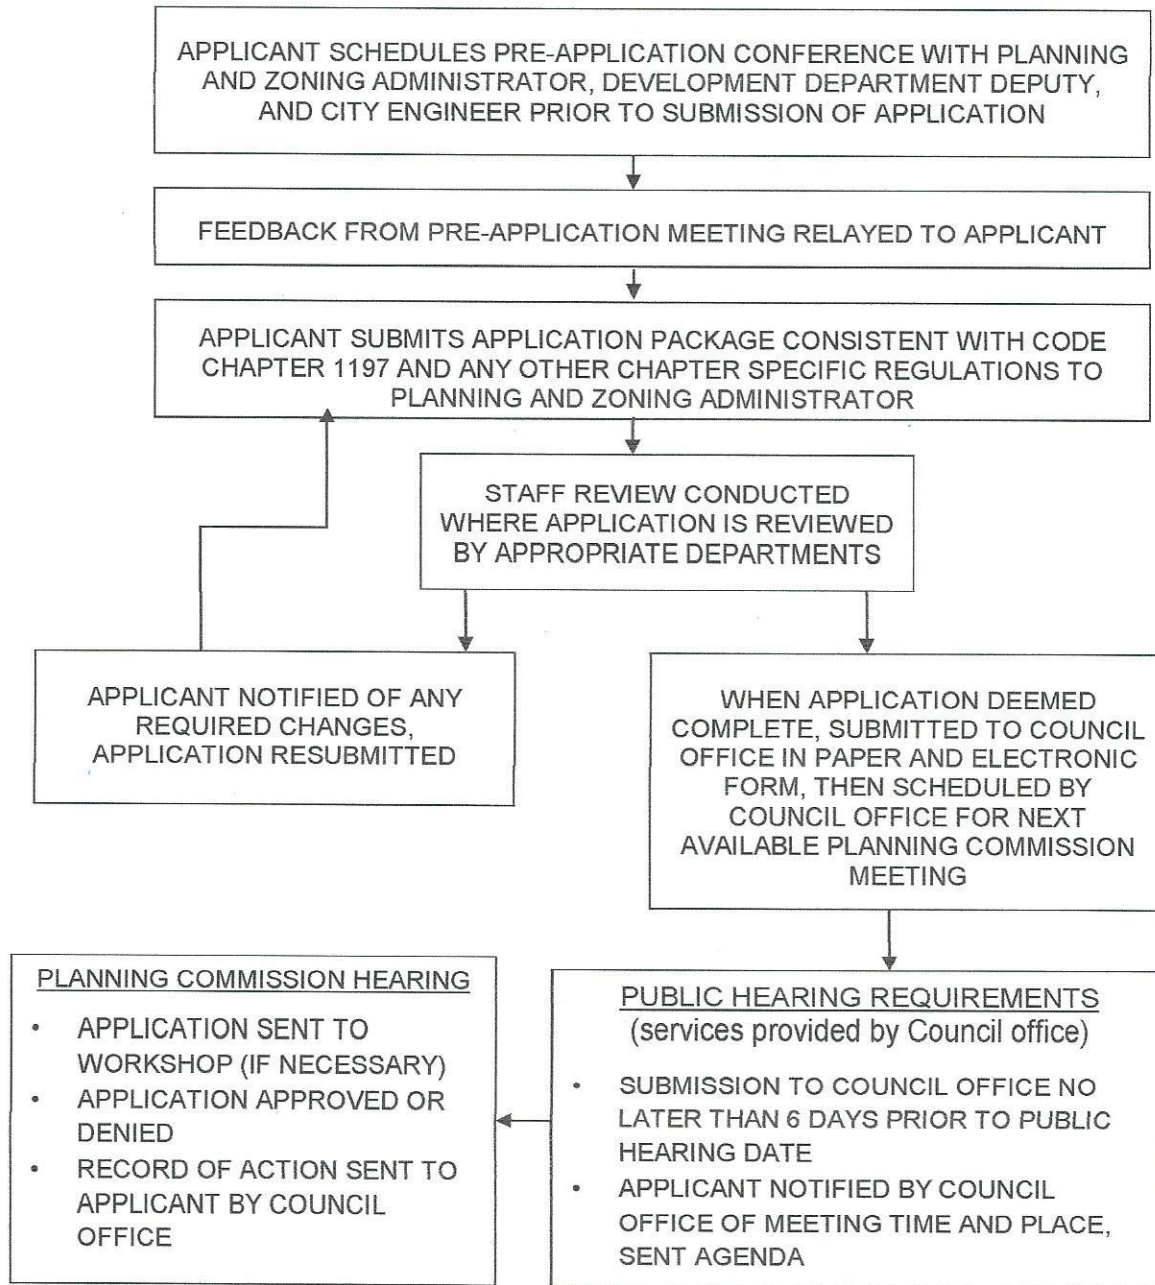 APPLICANT SCHEDULES PRE-APPLICATION CONFERENCE WITH PLANNING
AND ZONING ADMINISTRATOR, DEVELOPMENT DEPARTMENT DEPUTY,
AND CITY ENGINEER PRIOR TO SUBMISSION OF APPLICATION
FEEDBACK FROM PRE-APPLICATION MEETING RELAYED TO APPLICANT
APPLICANT SUBMITS APPLICATION PACKAGE CONSISTENT WITH CODE
CHAPTER 1197 AND ANY OTHER CHAPTER SPECIFIC REGULATIONS TO
PLANNING AND ZONING ADMINISTRATOR
STAFF REVIEW CONDUCTED
WHERE APPLICATION IS REVIEWED
BY APPROPRIATE DEPARTMENTS
APPLICANT NOTIFIED OF ANY
REQUIRED CHANGES,
APPLICATION RESUBMITTED
WHEN APPLICATION DEEMED
COMPLETE, SUBMITTED TO COUNCIL
OFFICE IN PAPER AND ELECTRONIC
FORM, THEN SCHEDULED BY
COUNCIL OFFICE FOR NEXT
AVAILABLE PLANNING COMMISSION
MEETING
PUBLIC HEARING REQUIREMENTS
(services provided by Council office)
• SUBMISSION TO COUNCIL OFFICE NO
LATER THAN 6 DAYS PRIOR TO PUBLIC
HEARING DATE
• APPLICANT NOTIFIED BY COUNCIL
OFFICE OF MEETING TIME AND PLACE,
SENT AGENDA
PLANNING COMMISSION HEARING
• APPLICATION SENT TO
WORKSHOP (IF NECESSARY)
• APPLICATION APPROVED OR
DENIED
• RECORD OF ACTION SENT TO
APPLICANT BY COUNCIL
OFFICE